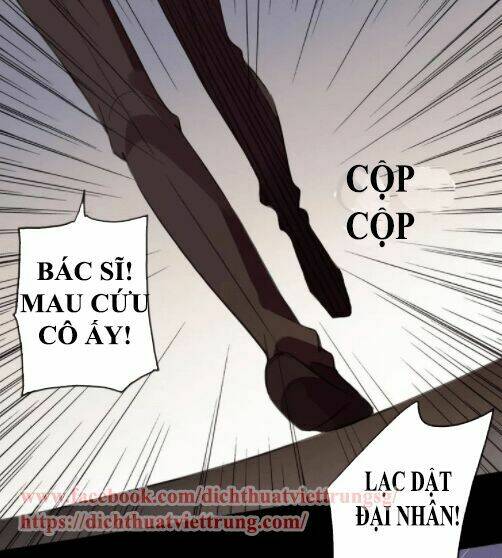 CỘP
CỘP
BÁC SĨ!
MAU CỨU
CÔ ẤY!
LẠC DẬT
ĐẠI NHÂN!
www.facebook.com/dichthuatviettrungsg/
https://dichthuatviettrung.com/